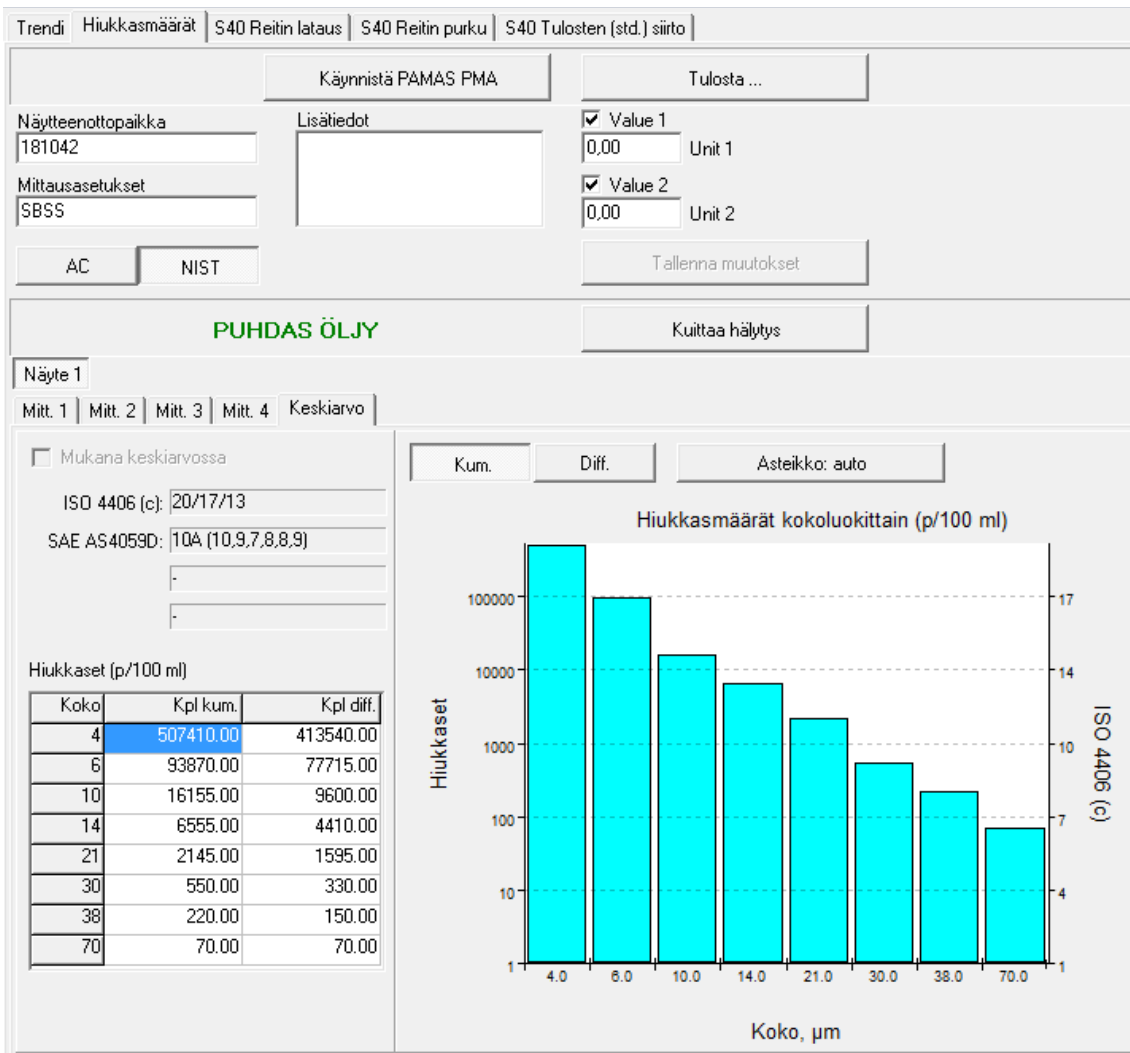 Trendi Hiukkasmäärät S40 Reitin lataus S40 Reitin purku S40 Tulosten (std.) siirto
Käynnistä PAMAS PMA Tulosta ...
Näytteenottopaikka Lisätiedot Value 1
181042 0,00 Unit 1
Mittausasetukset Value 2
SBSS 0,00 Unit 2
AC NIST Tallenna muutokset
PUHDAS ÖLJY Kuittaa hälytys
Näyte 1
Mitt. 1 Mitt. 2 Mitt. 3 Mitt. 4 Keskiarvo
Mukana keskiarvossa
ISO 4406 (c): 20/17/13
SAE AS4059D: 10A (10,9,7,8,8,9)
-
-
Hiukkaset (p/100 ml)
Koko Kpl kum. Kpl diff.
4 507410.00 413540.00
6 93870.00 77715.00
10 16155.00 9600.00
14 6555.00 4410.00
21 2145.00 1595.00
30 550.00 330.00
38 220.00 150.00
70 70.00 70.00
Kum. Diff. Asteikko: auto
Hiukkasmäärät kokoluokittain (p/100 ml)
Hiukkaset
100000
10000
1000
100
10
1
17
14
10
7
4
1
ISO 4406 (c)
4.0 6.0 10.0 14.0 21.0 30.0 38.0 70.0
Koko, µm